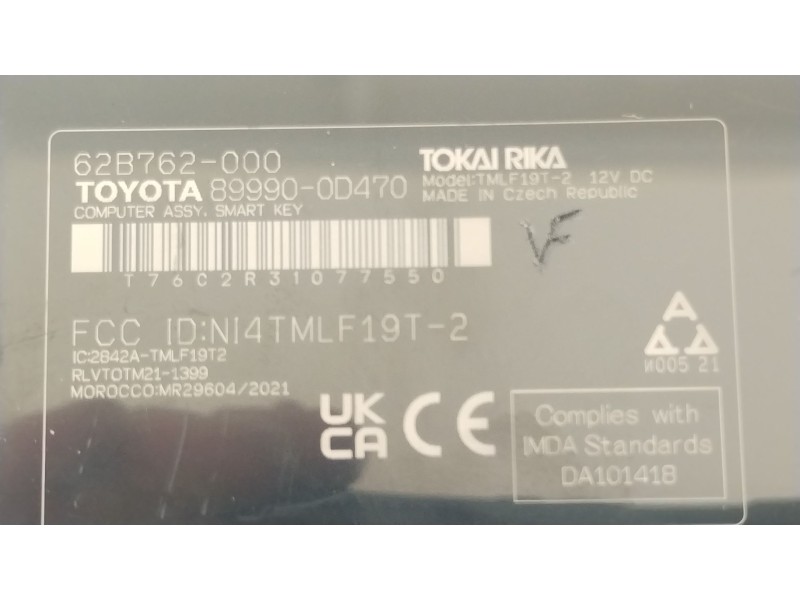 62B762-000
TOKAI RIKA
TOYOTA 89990-0D470
Model:TMLF19T-2 12V DC
COMPUTER ASSY, SMART KEY
MADE IN Czech Republic
VF
T76C2R31077550
FCC ID:NI4TMLF19T-2
IC:2842A-TMLF19T2
RLVTOTM21-1399
MOROCCO:MR29604/2021
И005 21
UK
CA
CE
Complies with
IMDA Standards
DA101418